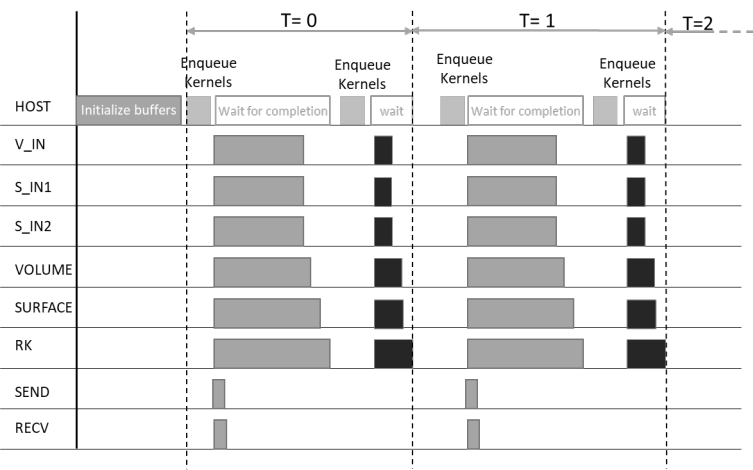 T= 0
T= 1
T=2
Enqueue
Kernels
Enqueue
Kernels
Enqueue
Kernels
Enqueue
Kernels
HOST
Initialize buffers
Wait for completion
wait
Wait for completion
wait
V_IN
S_IN1
S_IN2
VOLUME
SURFACE
RK
SEND
RECV